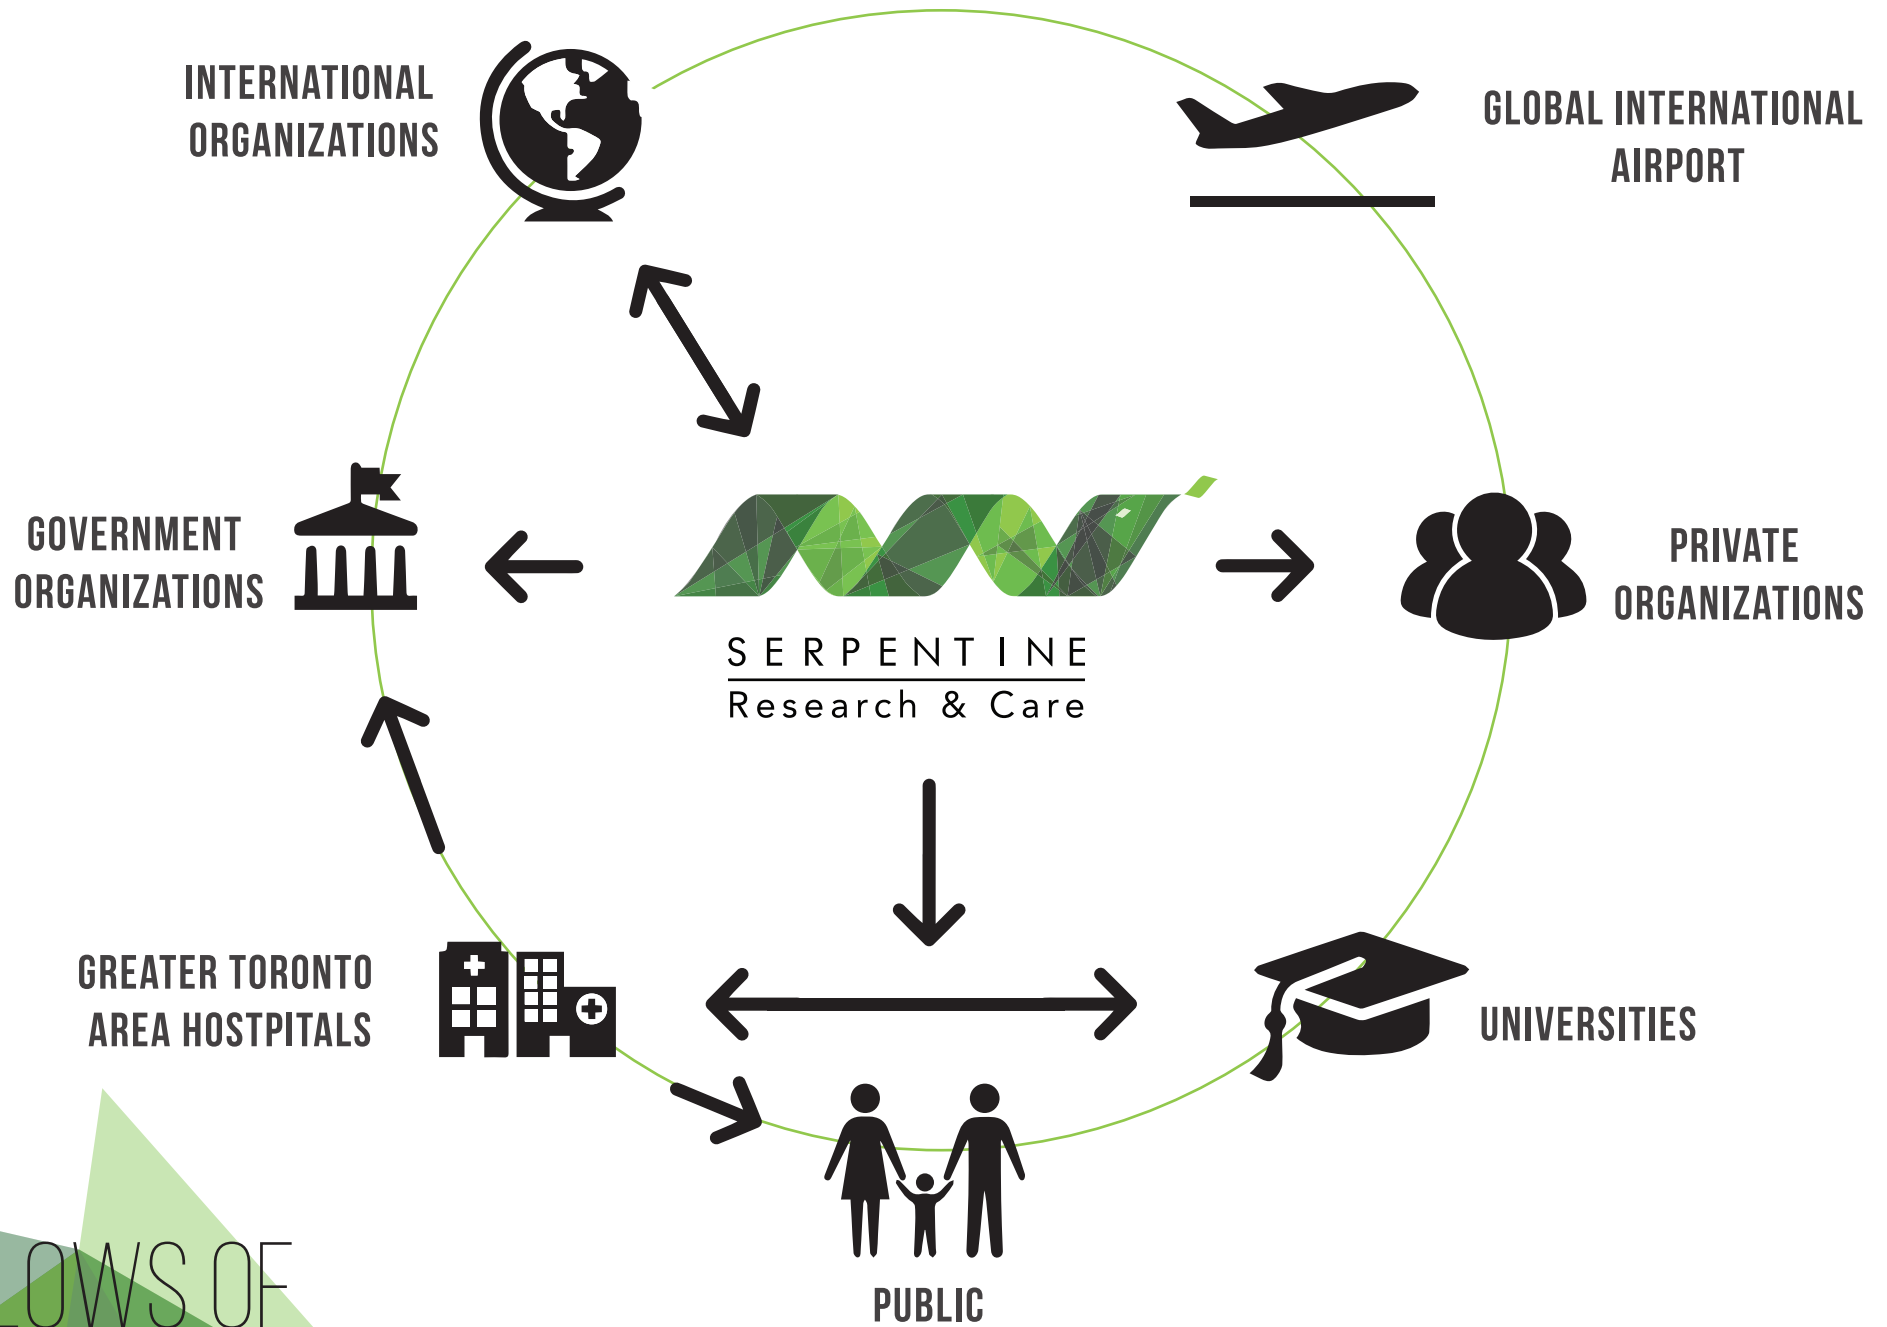 INTERNATIONAL
ORGANIZATIONS
GLOBAL INTERNATIONAL
AIRPORT
GOVERNMENT
ORGANIZATIONS
PRIVATE
ORGANIZATIONS
SERPENTINE
Research & Care
GREATER TORONTO
AREA HOSTPITALS
UNIVERSITIES
PUBLIC
LOWS OF